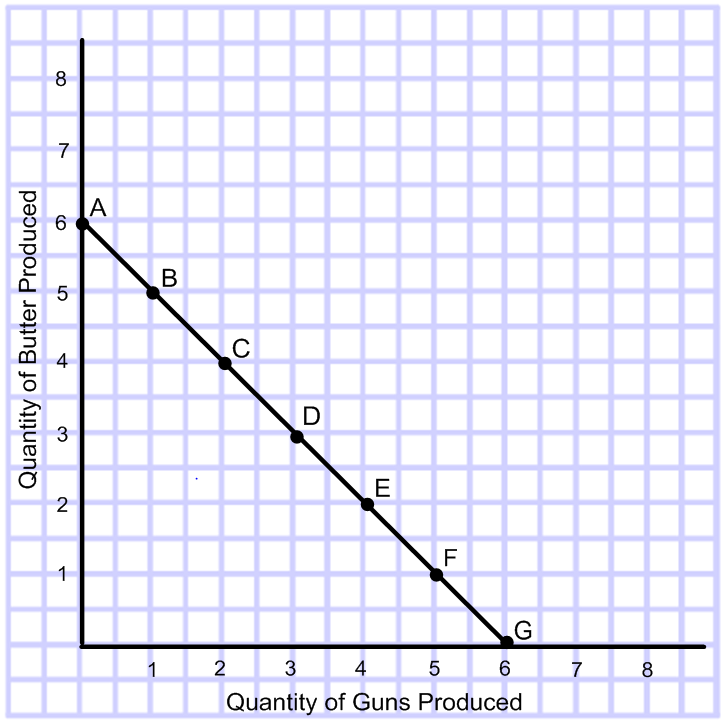 8
7
6
5
4
3
2
1
A
B
C
D
E
F
G
1 2 3 4 5 6 7 8
Quantity of Butter Produced
Quantity of Guns Produced